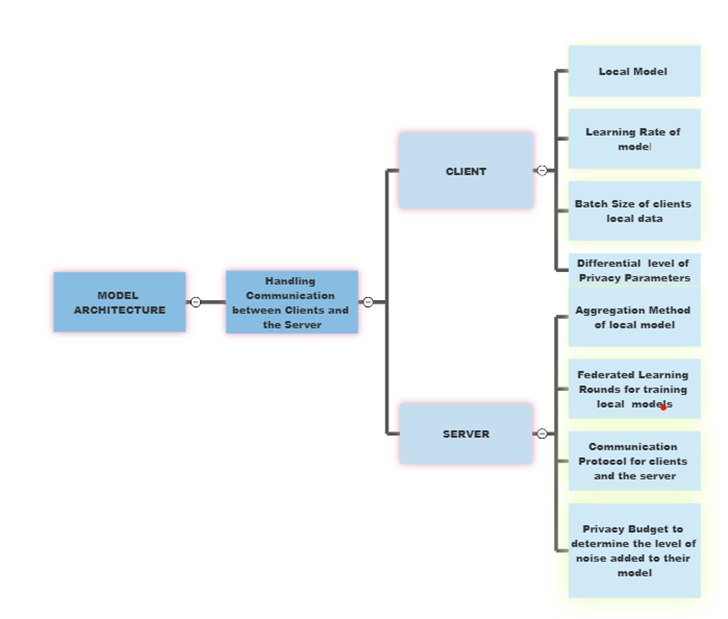 MODEL
ARCHITECTURE
Handling
Communication
between Clients and
the Server
CLIENT
Local Model
Learning Rate of
model
Batch Size of clients
local data
Differential level of
Privacy Parameters
SERVER
Aggregation Method
of local model
Federated Learning
Rounds for training
local models
Communication
Protocol for clients
and the server
Privacy Budget to
determine the level of
noise added to their
model